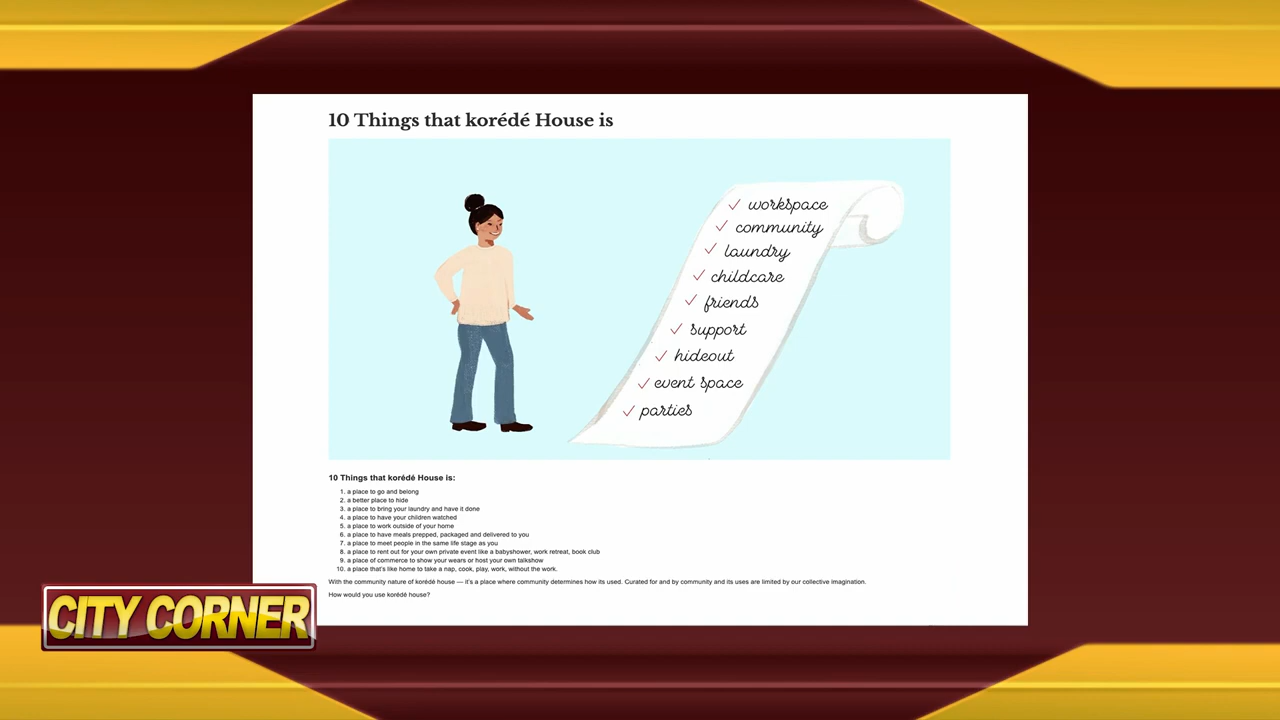 10 Things that korédé House is
workspace
community
laundry
childcare
friends
support
hideout
event space
parties
10 Things that korédé House is:
1. a place to go and belong
2. a better place to hide
3. a place to bring your laundry and have it done
4. a place to have your children watched
5. a place to work outside of your home
6. a place to have meals prepped, packaged and delivered to you
7. a place to meet people in the same life stage as you
8. a place to rent out for your own private event like a babyshower, work retreat, book club
9. a place of commerce to show your wears or host your own talkshow
10. a place that's like home to take a nap, cook, play, work, without the work.
With the community nature of korédé house — it's a place where community determines how its used. Curated for and by community and its uses are limited by our collective imagination.
How would you use korédé house?
CITY CORNER